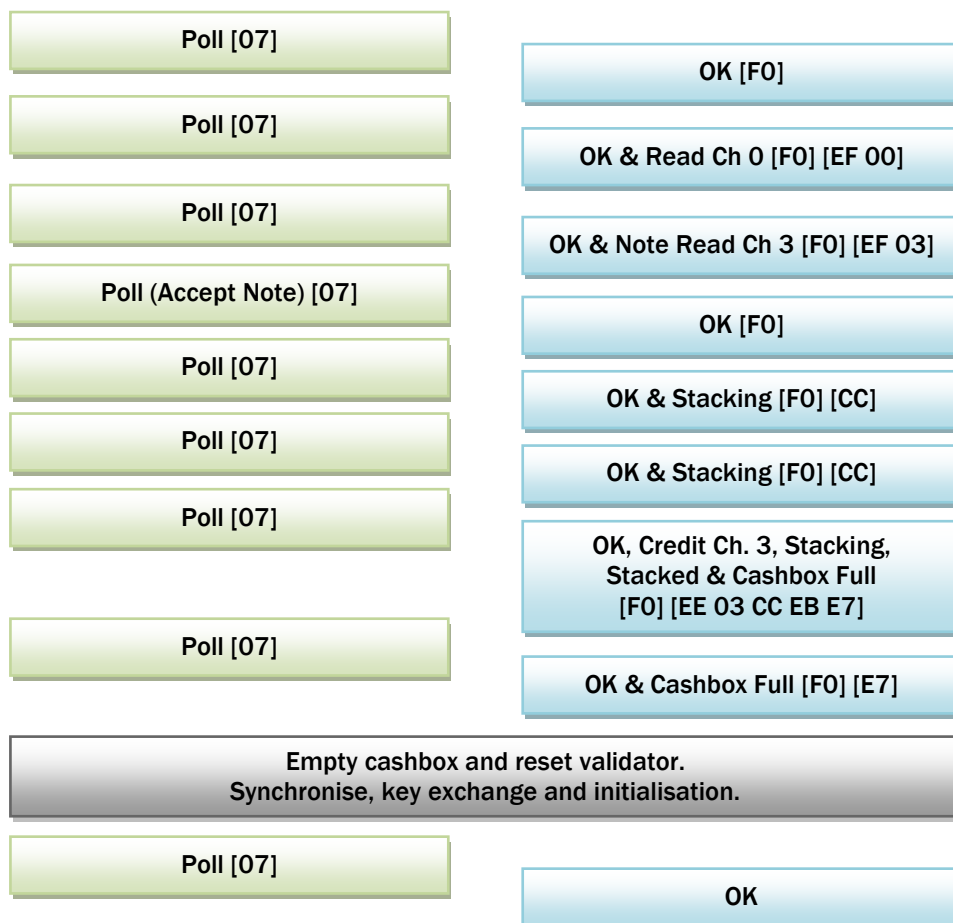 Poll [07]
OK [F0]
Poll [07]
OK & Read Ch 0 [F0] [EF 00]
Poll [07]
OK & Note Read Ch 3 [F0] [EF 03]
Poll (Accept Note) [07]
OK [F0]
Poll [07]
OK & Stacking [F0] [CC]
Poll [07]
OK & Stacking [F0] [CC]
Poll [07]
OK, Credit Ch. 3, Stacking,
Stacked & Cashbox Full
[F0] [EE 03 CC EB E7]
Poll [07]
OK & Cashbox Full [F0] [E7]
Empty cashbox and reset validator.
Synchronise, key exchange and initialisation.
Poll [07]
OK